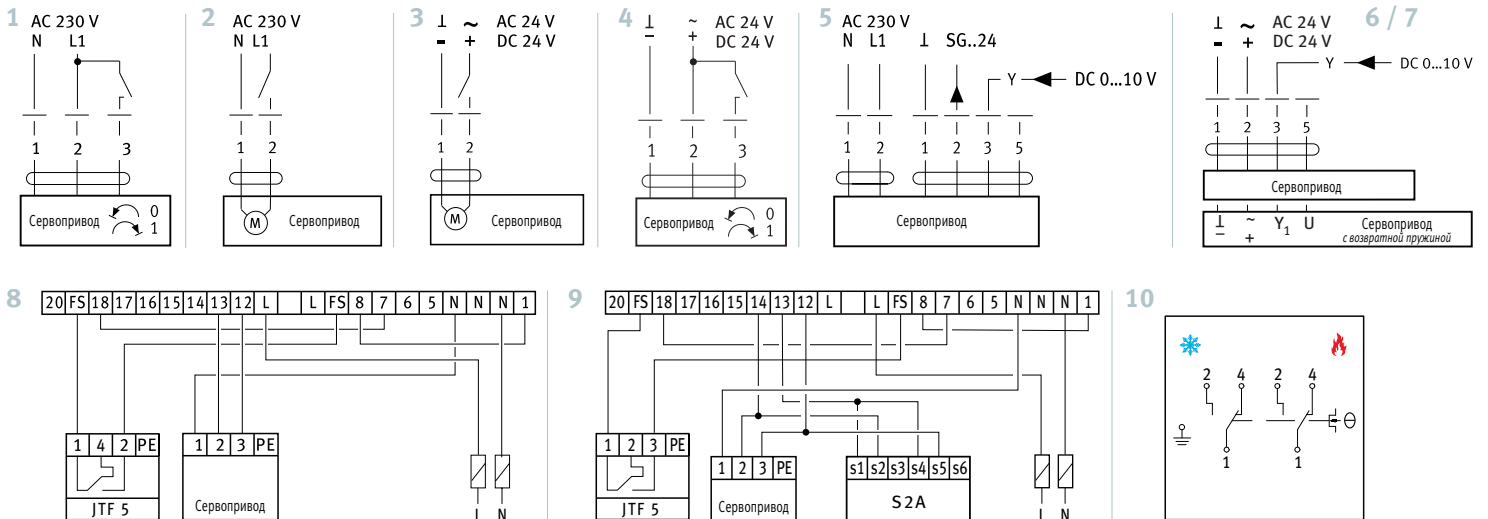 1
AC 230 V
N L1
1 2 3
Сервопривод
0
1
2
AC 230 V
N L1
1 2
M
Сервопривод
3
⊥ ~ AC 24 V
- + DC 24 V
1 2
M
Сервопривод
4
⊥ ~ AC 24 V
- + DC 24 V
1 2 3
Сервопривод
0
1
5
AC 230 V
N L1 ⊥ SG..24
Y DC 0...10 V
1 2 1 2 3 5
Сервопривод
6 / 7
⊥ ~ AC 24 V
- + DC 24 V
Y DC 0...10 V
1 2 3 5
Сервопривод
⊥ ~ Y1 U
- +
Сервопривод
с возвратной пружиной
8
20 FS 18 17 16 15 14 13 12 L L FS 8 7 6 5 N N N 1
1 4 2 PE
JTF 5
1 2 3 PE
Сервопривод
L N
9
20 FS 18 17 16 15 14 13 12 L L FS 8 7 6 5 N N N 1
1 2 3 PE
JTF 5
1 2 3 PE
Сервопривод
s1 s2 s3 s4 s5 s6
S2A
L N
10
2 4 2 4
1 1